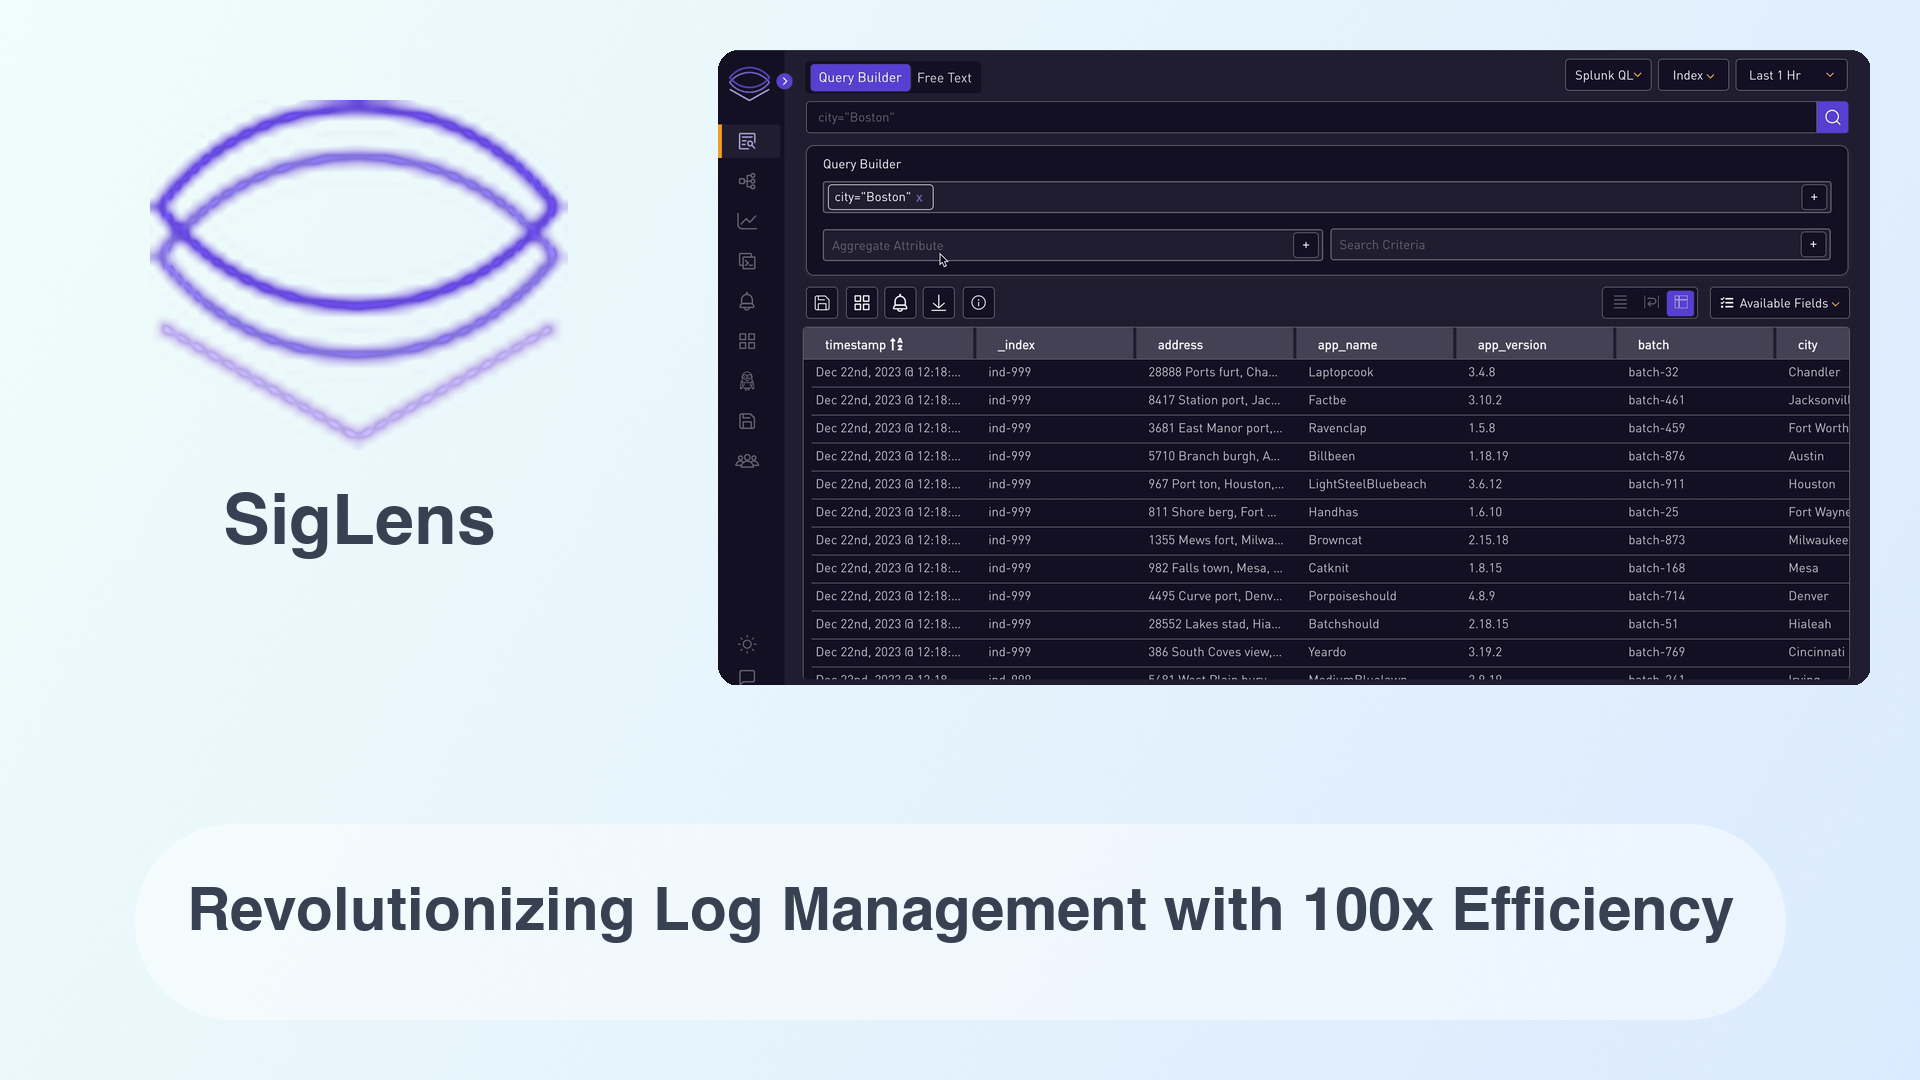 SigLens
Query Builder Free Text
Splunk QL Index Last 1 Hr
city="Boston"
Query Builder
city="Boston" x
+
Aggregate Attribute + Search Criteria +
Available Fields
timestamp _index address app_name app_version batch city
Dec 22nd, 2023 @ 12:18:... ind-999 28888 Ports furt, Cha... Laptopcook 3.4.8 batch-32 Chandler
Dec 22nd, 2023 @ 12:18:... ind-999 8417 Station port, Jac... Factbe 3.10.2 batch-461 Jacksonvill
Dec 22nd, 2023 @ 12:18:... ind-999 3681 East Manor port,... Ravenclap 1.5.8 batch-459 Fort Worth
Dec 22nd, 2023 @ 12:18:... ind-999 5710 Branch burgh, A... Billbeen 1.18.19 batch-876 Austin
Dec 22nd, 2023 @ 12:18:... ind-999 967 Port ton, Houston,... LightSteelBluebeach 3.6.12 batch-911 Houston
Dec 22nd, 2023 @ 12:18:... ind-999 811 Shore berg, Fort ... Handhas 1.6.10 batch-25 Fort Wayne
Dec 22nd, 2023 @ 12:18:... ind-999 1355 Mews fort, Milwa... Browncat 2.15.18 batch-873 Milwaukee
Dec 22nd, 2023 @ 12:18:... ind-999 982 Falls town, Mesa, ... Catknit 1.8.15 batch-168 Mesa
Dec 22nd, 2023 @ 12:18:... ind-999 4495 Curve port, Denv... Porpoiseshould 4.8.9 batch-714 Denver
Dec 22nd, 2023 @ 12:18:... ind-999 28552 Lakes stad, Hia... Batchshould 2.18.15 batch-51 Hialeah
Dec 22nd, 2023 @ 12:18:... ind-999 386 South Coves view,... Yeardo 3.19.2 batch-769 Cincinnati
Revolutionizing Log Management with 100x Efficiency